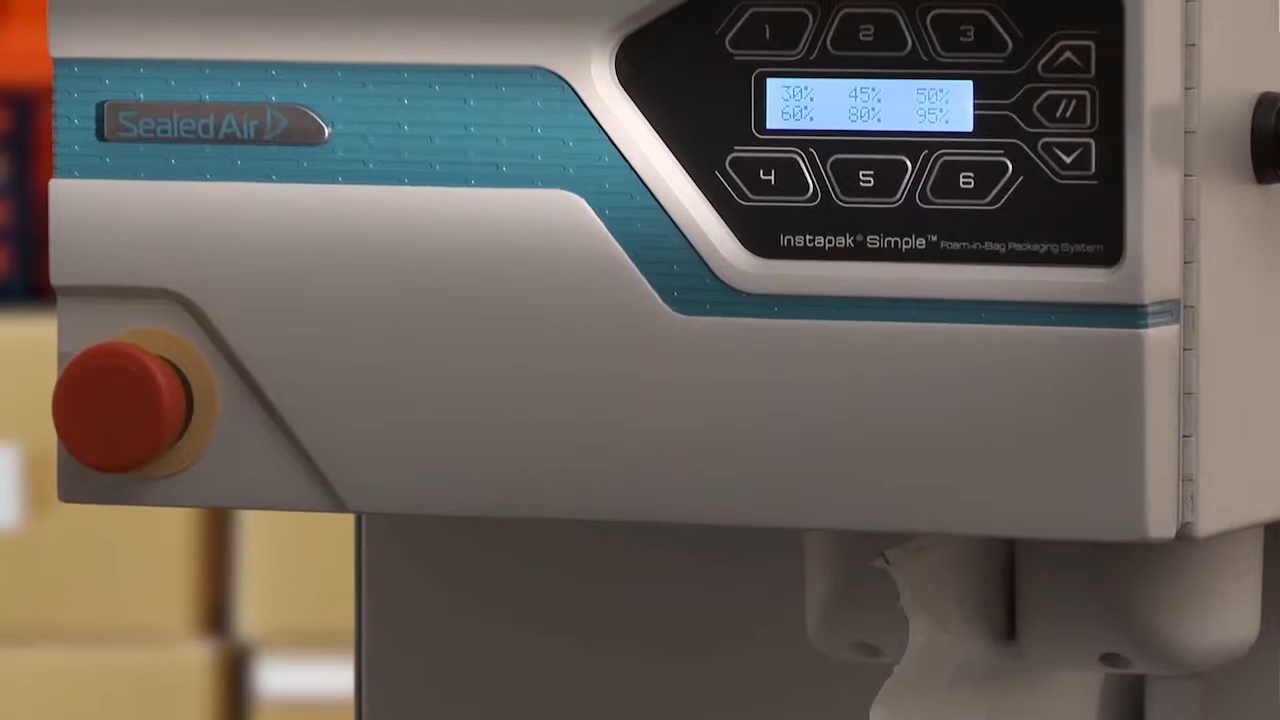 Sealed Air
1 2 3
30% 45% 50%
60% 80% 95%
//
4 5 6
Instapak® Simple™ Foam-in-Bag Packaging System